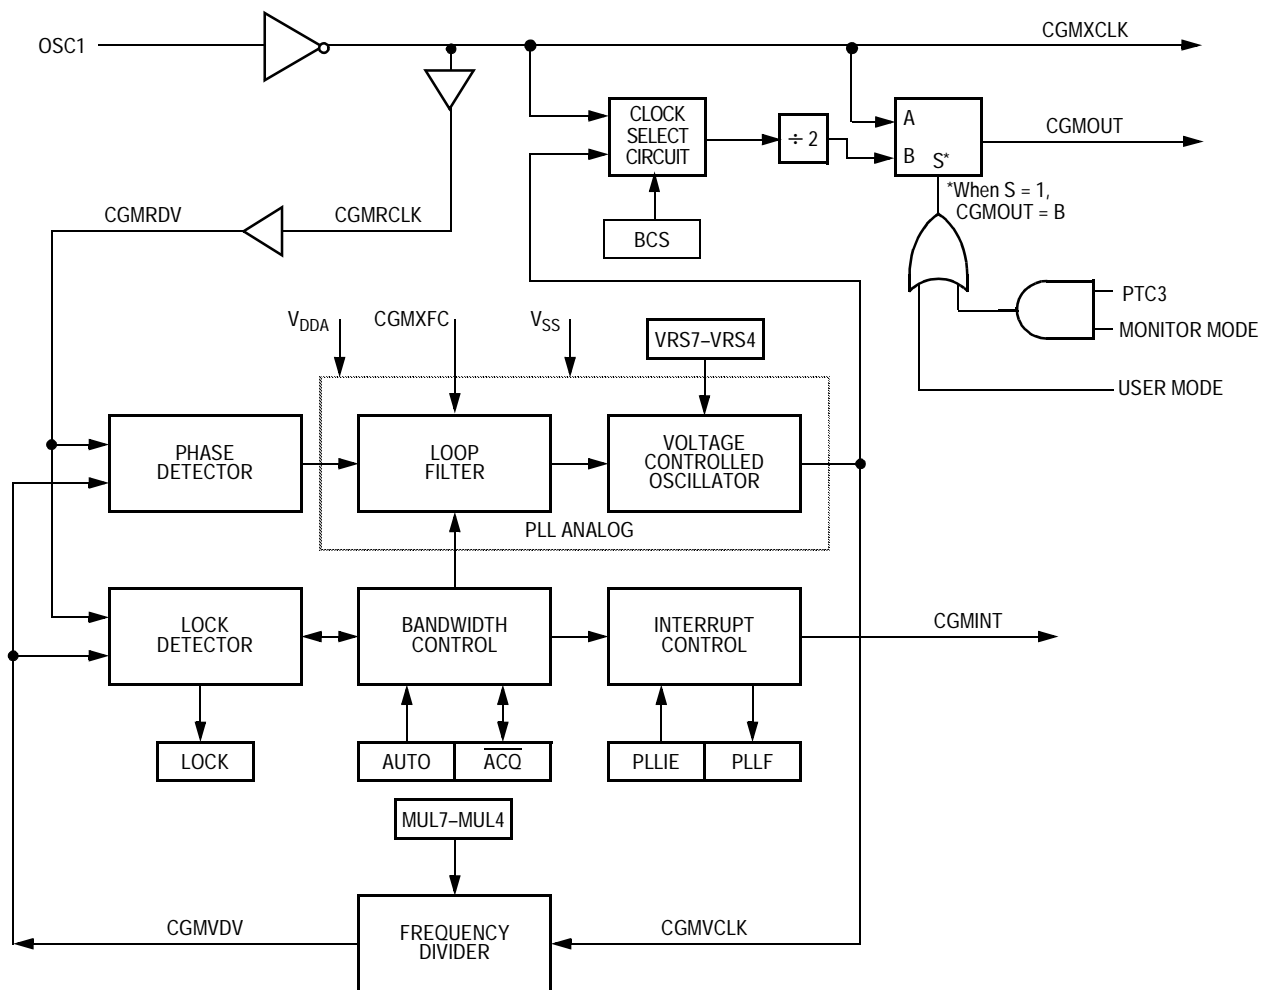 OSC1
CGMXCLK
CLOCK
SELECT
CIRCUIT
÷ 2
A
B
S*
CGMOUT
*When S = 1,
CGMOUT = B
CGMRDV
CGMRCLK
BCS
PTC3
MONITOR MODE
USER MODE
VDDA
CGMXFC
VSS
VRS7–VRS4
PHASE
DETECTOR
LOOP
FILTER
VOLTAGE
CONTROLLED
OSCILLATOR
PLL ANALOG
LOCK
DETECTOR
BANDWIDTH
CONTROL
INTERRUPT
CONTROL
CGMINT
LOCK
AUTO
A̅C̅Q̅
PLLIE
PLLF
MUL7–MUL4
CGMVDV
FREQUENCY
DIVIDER
CGMVCLK